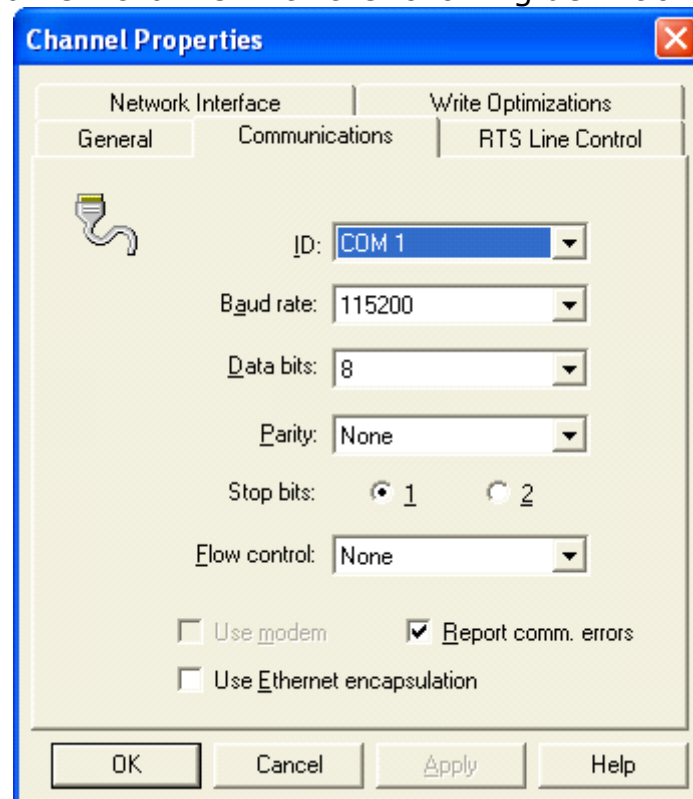 Channel Properties
Network Interface
Write Optimizations
General
Communications
RTS Line Control
ID: COM 1
Baud rate: 115200
Data bits: 8
Parity: None
Stop bits: 1 2
Flow control: None
Use modem
Report comm. errors
Use Ethernet encapsulation
OK
Cancel
Apply
Help